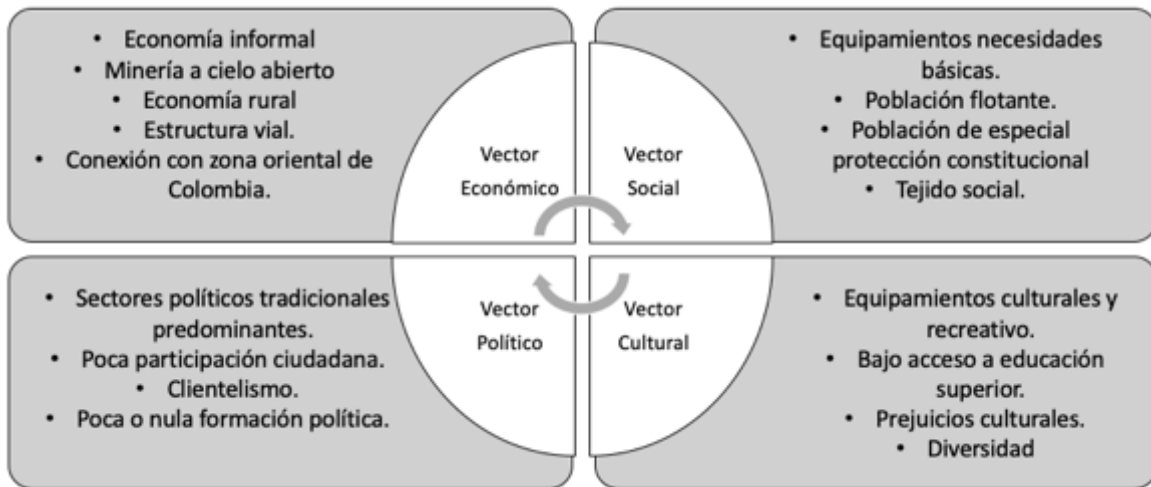 • Economía informal
• Minería a cielo abierto
• Economía rural
• Estructura vial.
• Conexión con zona oriental de
Colombia.
Vector
Económico
Vector
Social
• Equipamientos necesidades
básicas.
• Población flotante.
• Población de especial
protección constitucional
• Tejido social.
• Sectores políticos tradicionales
predominantes.
• Poca participación ciudadana.
• Clientelismo.
• Poca o nula formación política.
Vector
Político
Vector
Cultural
• Equipamientos culturales y
recreativo.
• Bajo acceso a educación
superior.
• Prejuicios culturales.
• Diversidad